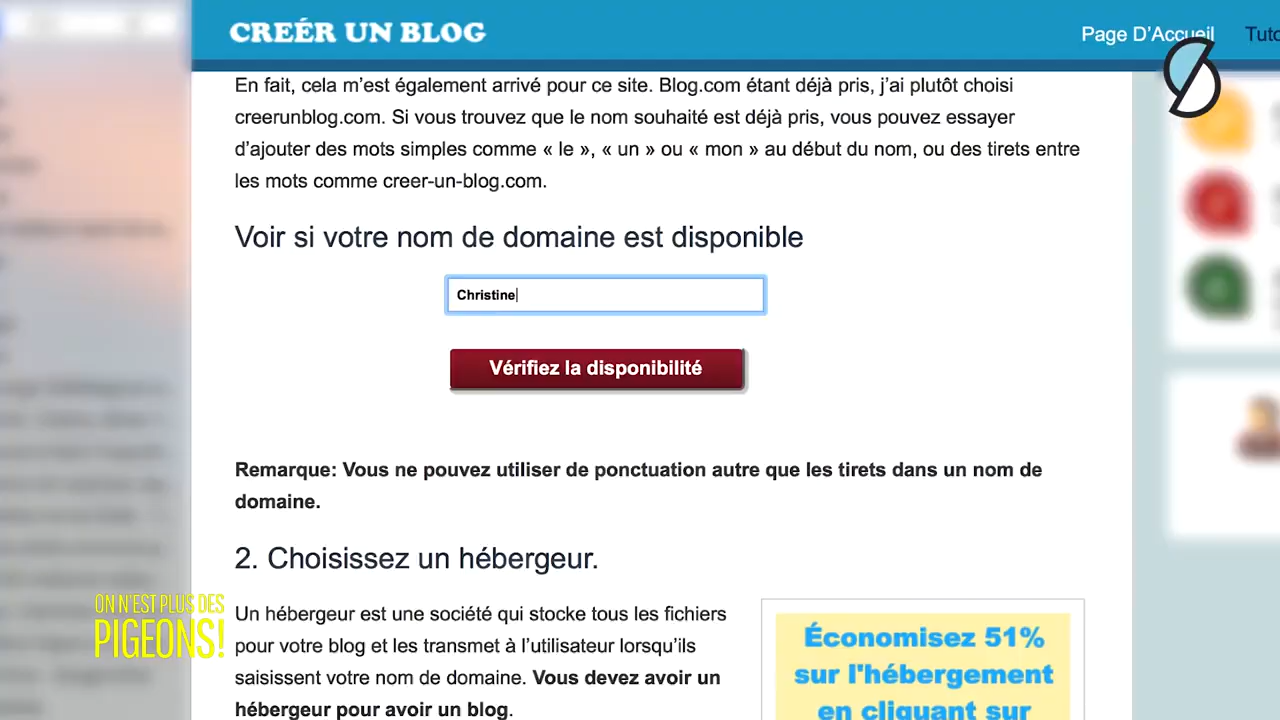 CREÉR UN BLOG
Page D’Accueil
En fait, cela m’est également arrivé pour ce site. Blog.com étant déjà pris, j’ai plutôt choisi
creerunblog.com. Si vous trouvez que le nom souhaité est déjà pris, vous pouvez essayer
d’ajouter des mots simples comme « le », « un » ou « mon » au début du nom, ou des tirets entre
les mots comme creer-un-blog.com.
Voir si votre nom de domaine est disponible
Christine
Vérifiez la disponibilité
Remarque: Vous ne pouvez utiliser de ponctuation autre que les tirets dans un nom de
domaine.
2. Choisissez un hébergeur.
Un hébergeur est une société qui stocke tous les fichiers
pour votre blog et les transmet à l’utilisateur lorsqu’ils
saisissent votre nom de domaine. Vous devez avoir un
hébergeur pour avoir un blog.
Économisez 51%
sur l'hébergement
en cliquant sur
ON N'EST PLUS DES
PIGEONS!